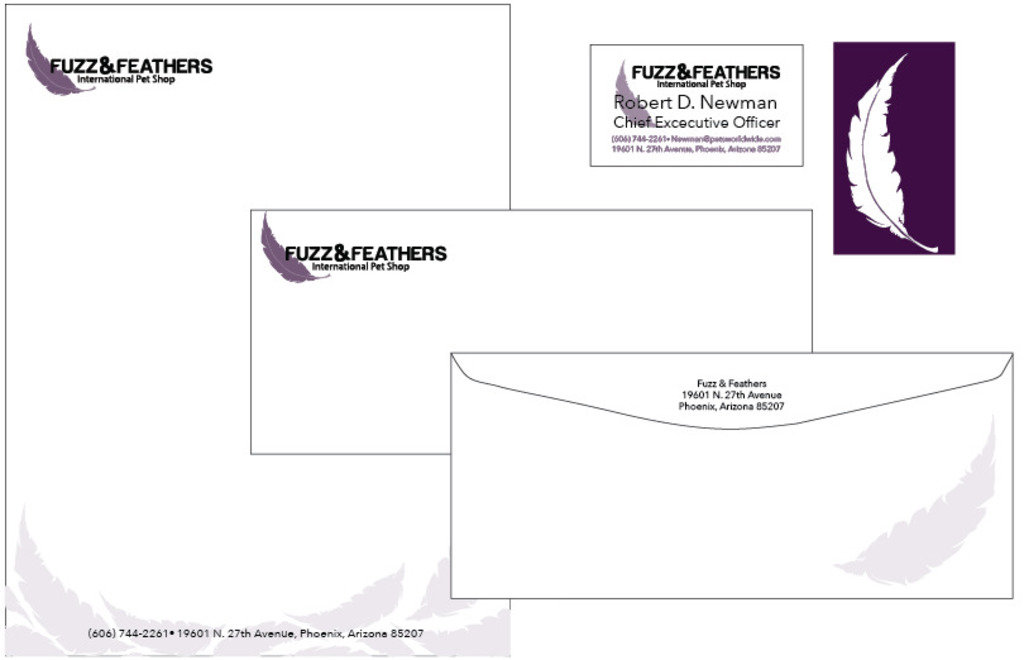 FUZZ&FEATHERS
International Pet Shop
FUZZ&FEATHERS
International Pet Shop
Robert D. Newman
Chief Excecutive Officer
(606) 744-2261• Newman@petsworldwide.com
19601 N. 27th Avenue, Phoenix, Arizona 85207
FUZZ&FEATHERS
International Pet Shop
Fuzz & Feathers
19601 N. 27th Avenue
Phoenix, Arizona 85207
(606) 744-2261• 19601 N. 27th Avenue, Phoenix, Arizona 85207